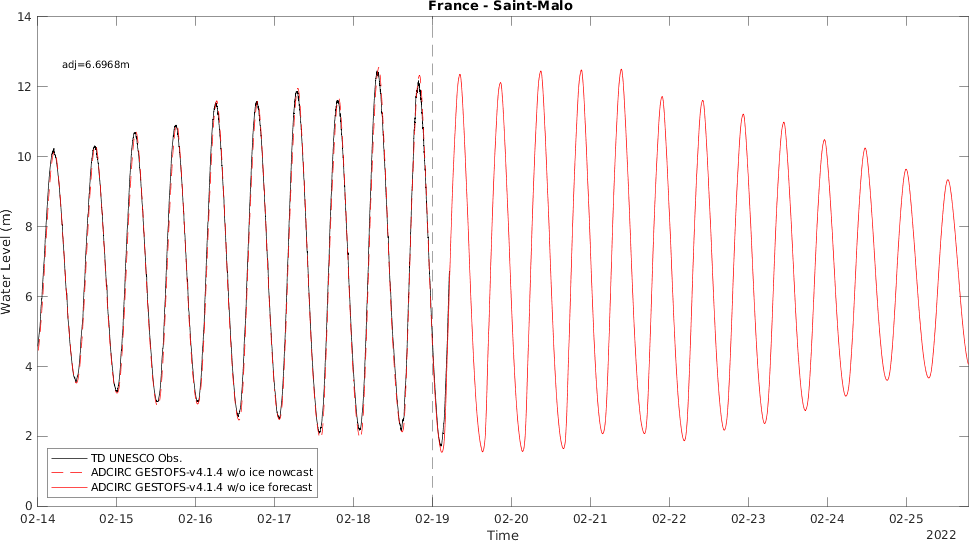 France - Saint-Malo
14
adj=6.6968m
12
10
8
6
4
2
0
Water Level (m)
TD UNESCO Obs.
ADCIRC GESTOFS-v4.1.4 w/o ice nowcast
ADCIRC GESTOFS-v4.1.4 w/o ice forecast
02-14 02-15 02-16 02-17 02-18 02-19 02-20 02-21 02-22 02-23 02-24 02-25
Time
2022